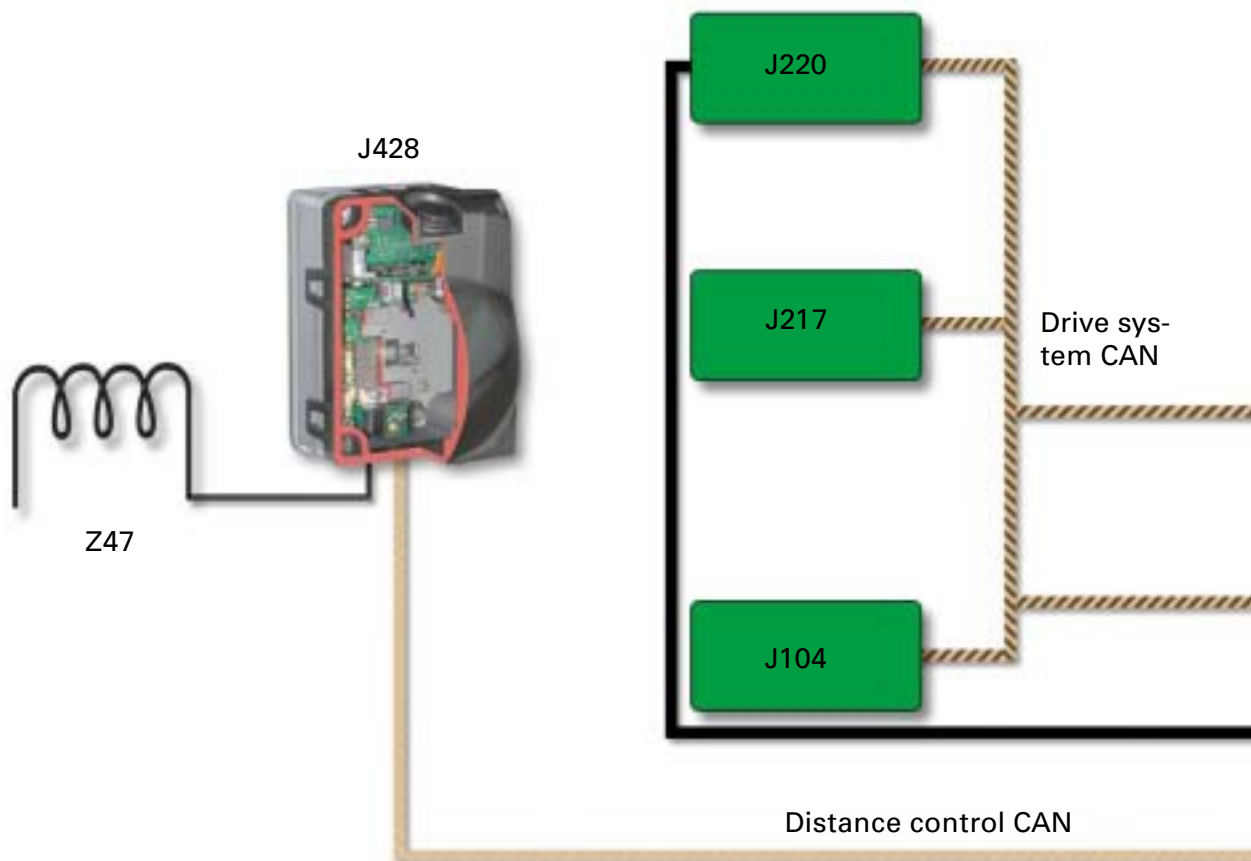 J220
J428
J217
Drive sys-
tem CAN
Z47
J104
Distance control CAN